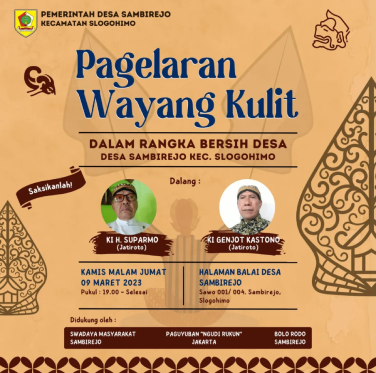 PEMERINTAH DESA SAMBIREJO
KECAMATAN SLOGOHIMO
Pagelaran
Wayang Kulit
DALAM RANGKA BERSIH DESA
DESA SAMBIREJO KEC. SLOGOHIMO
Saksikanlah!
Dalang :
KI H. SUPARMO
(Jatiroto)
KI GENJOT KASTONO
(Jatiroto)
KAMIS MALAM JUMAT
09 MARET 2023
Pukul : 19.00 - Selesai
HALAMAN BALAI DESA
SAMBIREJO
Sawo 001/ 004, Sambirejo,
Slogohimo
Didukung oleh :
SWADAYA MASYARAKAT
SAMBIREJO
PAGUYUBAN "NGUDI RUKUN"
JAKARTA
BOLO RODO
SAMBIREJO